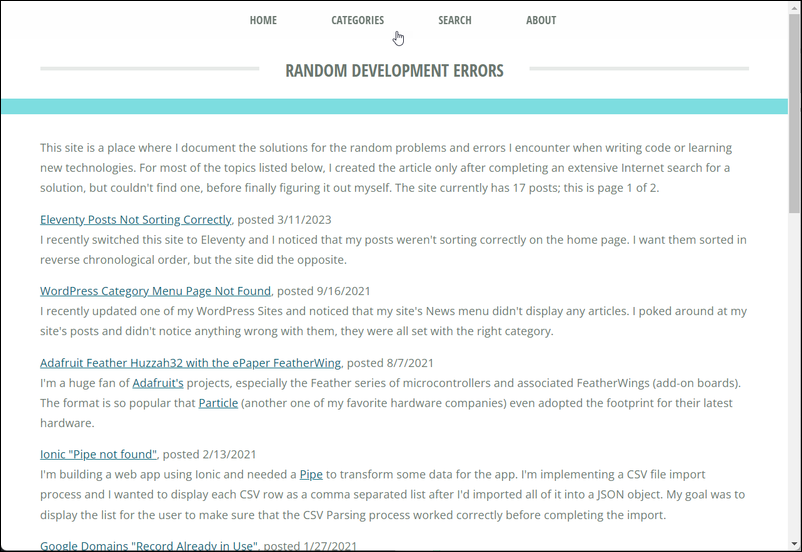 HOME CATEGORIES SEARCH ABOUT
RANDOM DEVELOPMENT ERRORS
This site is a place where I document the solutions for the random problems and errors I encounter when writing code or learning
new technologies. For most of the topics listed below, I created the article only after completing an extensive Internet search for a
solution, but couldn't find one, before finally figuring it out myself. The site currently has 17 posts; this is page 1 of 2.
Eleventy Posts Not Sorting Correctly, posted 3/11/2023
I recently switched this site to Eleventy and I noticed that my posts weren't sorting correctly on the home page. I want them sorted in
reverse chronological order, but the site did the opposite.
WordPress Category Menu Page Not Found, posted 9/16/2021
I recently updated one of my WordPress Sites and noticed that my site's News menu didn't display any articles. I poked around at my
site's posts and didn't notice anything wrong with them, they were all set with the right category.
Adafruit Feather Huzzah32 with the ePaper FeatherWing, posted 8/7/2021
I'm a huge fan of Adafruit's projects, especially the Feather series of microcontrollers and associated FeatherWings (add-on boards).
The format is so popular that Particle (another one of my favorite hardware companies) even adopted the footprint for their latest
hardware.
Ionic "Pipe not found", posted 2/13/2021
I'm building a web app using Ionic and needed a Pipe to transform some data for the app. I'm implementing a CSV file import
process and I wanted to display each CSV row as a comma separated list after I'd imported all of it into a JSON object. My goal was to
display the list for the user to make sure that the CSV Parsing process worked correctly before completing the import.
Google Domains "Record Already in Use", posted 1/27/2021